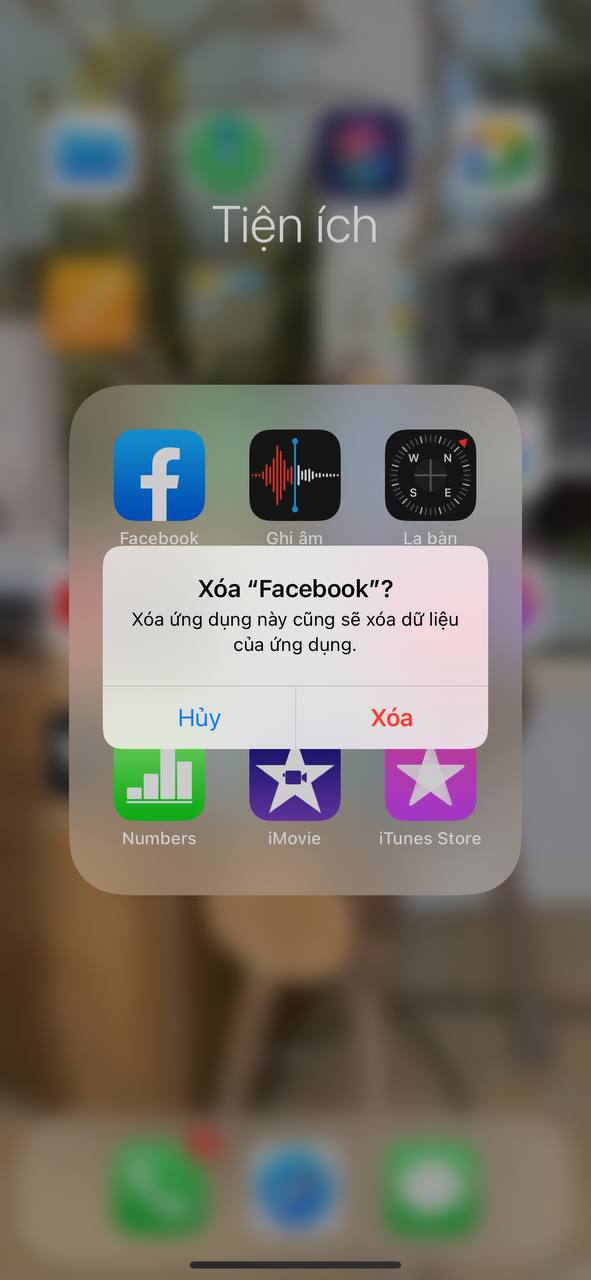 Tiện ích
W N
S E
Facebook
Ghi âm
La bàn
Xóa “Facebook”?
Xóa ứng dụng này cũng sẽ xóa dữ liệu
của ứng dụng.
Hủy
Xóa
Numbers
iMovie
iTunes Store